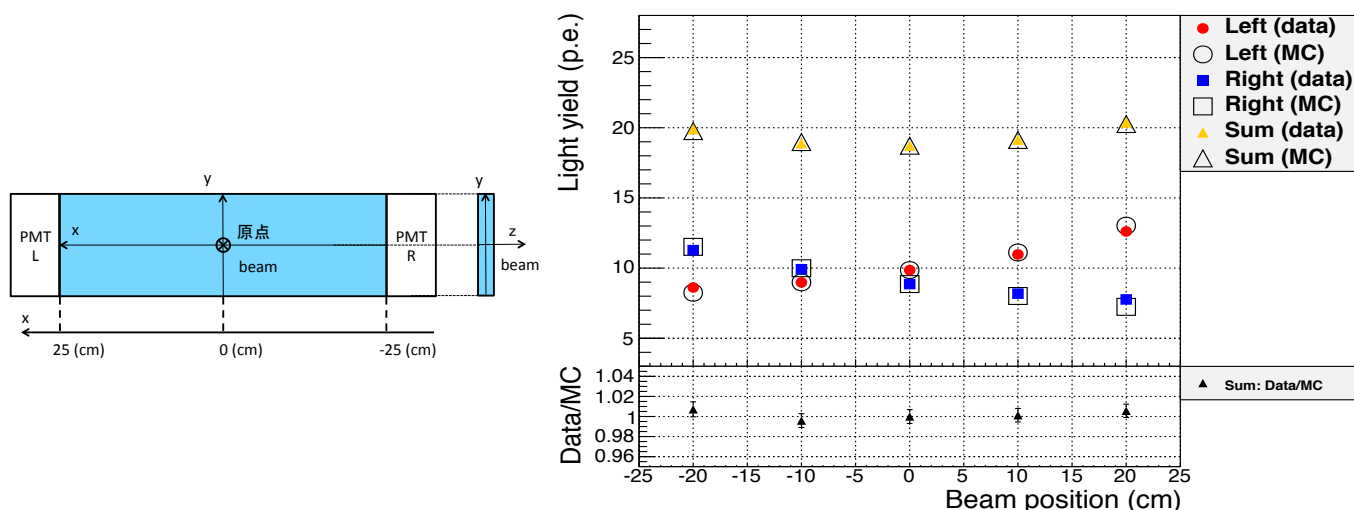 y
y
PMT
L
x
原点
beam
PMT
R
z
beam
x
25 (cm)
0 (cm)
-25 (cm)
Light yield (p.e.)
25
20
15
10
5
Left (data)
Left (MC)
Right (data)
Right (MC)
Sum (data)
Sum (MC)
Data/MC
1.04
1.02
1
0.98
0.96
Sum: Data/MC
-25 -20 -15 -10 -5 0 5 10 15 20 25
Beam position (cm)